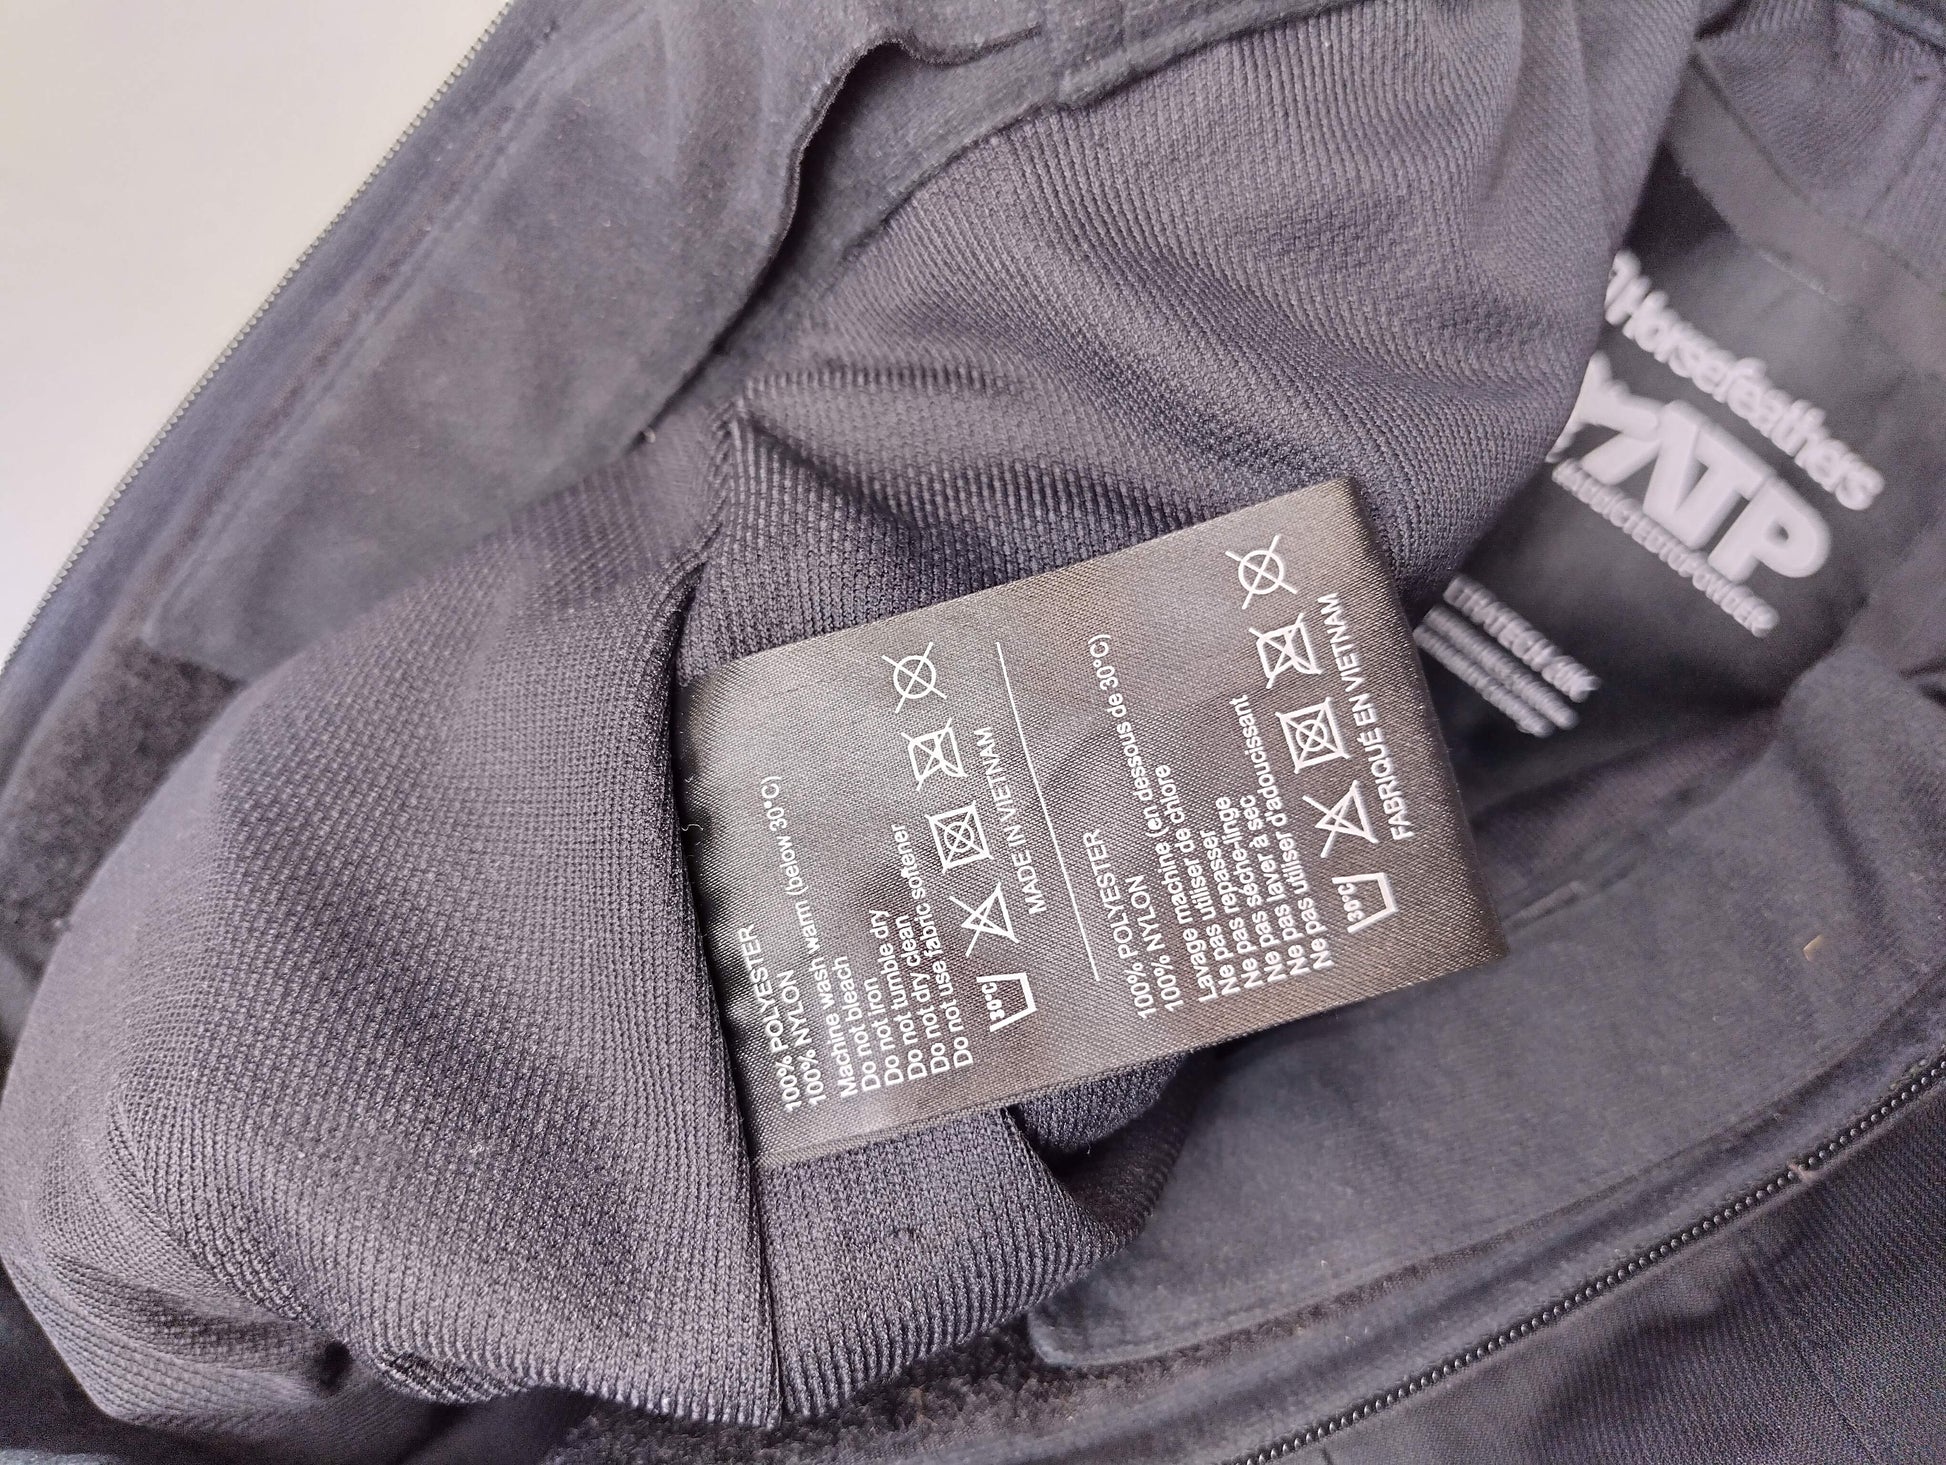 100% POLYESTER
100% NYLON
Machine wash warm (below 30°C)
Do not bleach
Do not iron
Do not tumble dry
Do not dry clean
Do not use fabric softener
30°C
MADE IN VIETNAM
100% POLYESTER
100% NYLON
Lavage machine (en dessous de 30°C)
Pas utiliser de chlore
Ne pas repasser
Ne pas sèche-linge
Ne pas laver à sec
Ne pas utiliser d'adoucissant
30°C
FABRIQUÉ EN VIETNAM
Horsefeathers
ATP
ADDICTEDTOPOWDER